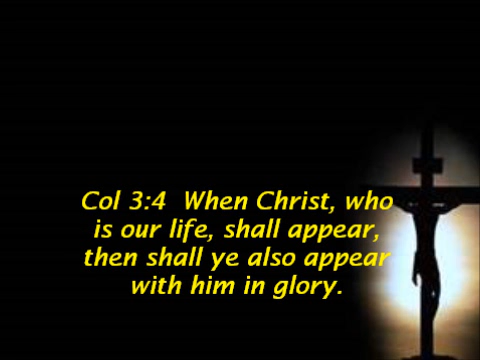 Col 3:4  When Christ, who
is our life, shall appear,
then shall ye also appear
with him in glory.